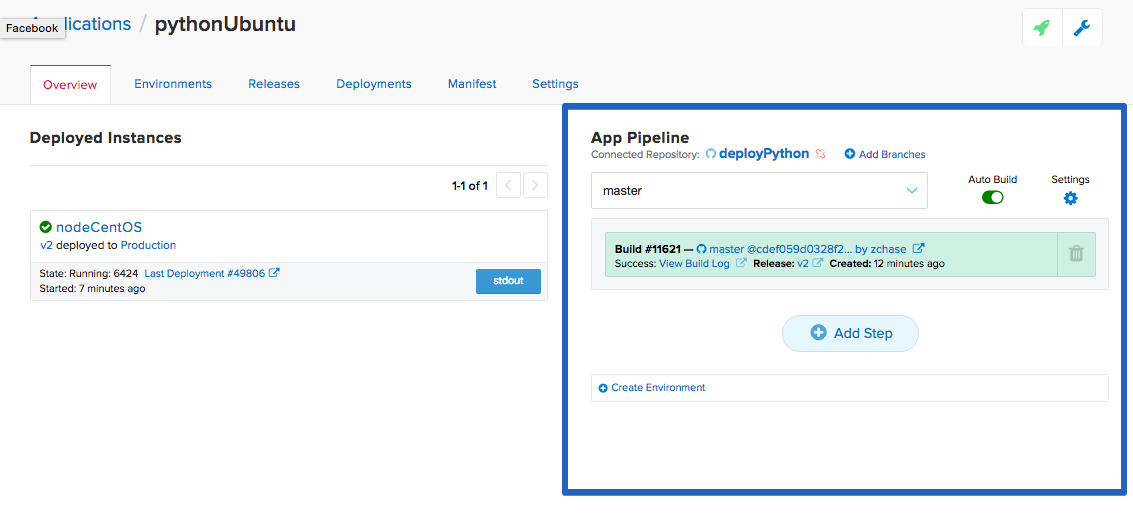 Applications / pythonUbuntu
Facebook
Overview
Environments
Releases
Deployments
Manifest
Settings
Deployed Instances
1-1 of 1
nodeCentOS
v2 deployed to Production
State: Running: 6424 Last Deployment #49806
Started: 7 minutes ago
stdout
App Pipeline
Connected Repository: deployPython Add Branches
master
Auto Build
Settings
Build #11621 — master @cdef059d0328f2... by zchase
Success: View Build Log Release: v2 Created: 12 minutes ago
Add Step
Create Environment